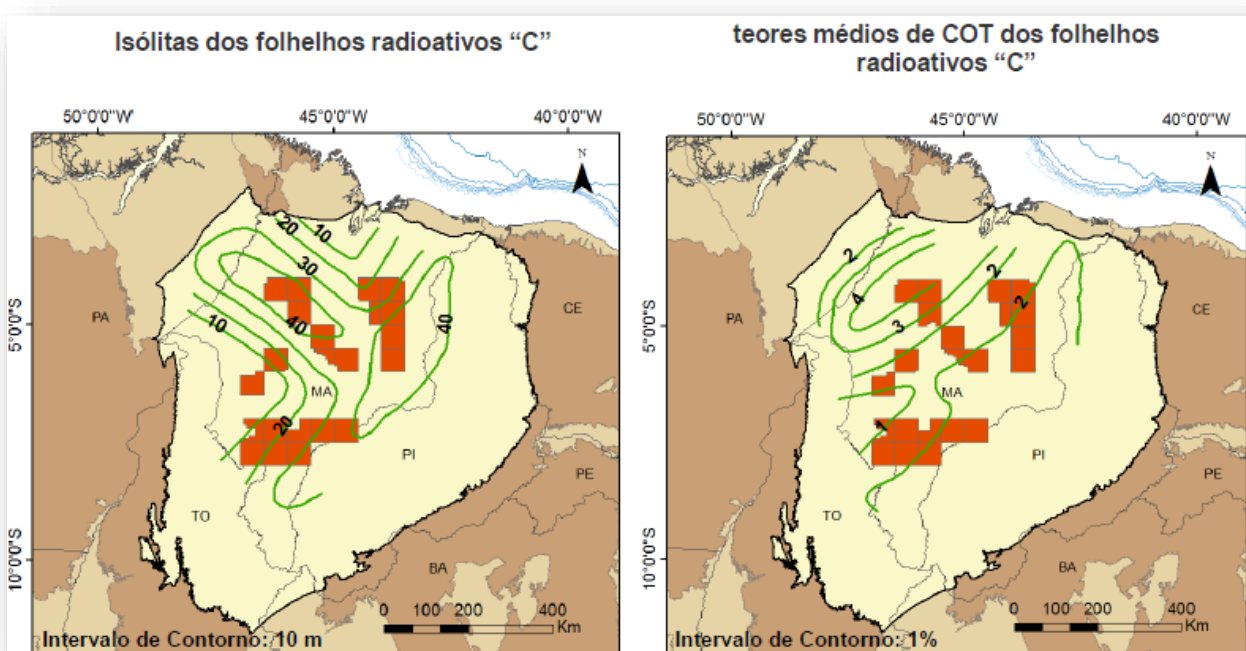 Isólitas dos folhelhos radioativos “C”
50°0'0"W 45°0'0"W 40°0'0"W
N
20
10
30
40
10
40
20
5°0'0"S
10°0'0"S
PA
CE
MA
PI
PE
TO
BA
0 100 200 400
Km
Intervalo de Contorno: 10 m
teores médios de COT dos folhelhos
radioativos “C”
50°0'0"W 45°0'0"W 40°0'0"W
N
2
4
3
2
2
1
5°0'0"S
10°0'0"S
PA
CE
MA
PI
PE
TO
BA
0 100 200 400
Km
Intervalo de Contorno: 1%